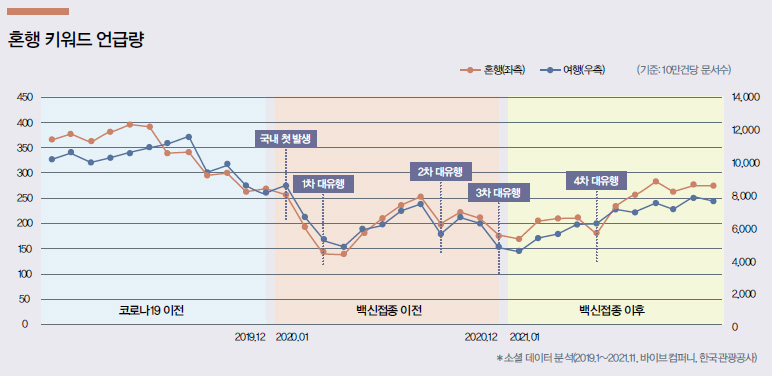 혼행 키워드 언급량
혼행(좌측) 여행(우측) (기준: 10만건당 문서수)
450 14,000
400 12,000
350 10,000
300 8,000
250 6,000
200 4,000
150 2,000
100 0
50
0
국내 첫 발생
1차 대유행
2차 대유행
3차 대유행
4차 대유행
코로나19 이전 백신접종 이전 백신접종 이후
2019.12 2020.01 2020.12 2021.01
*소셜 데이터 분석(2019.1~2021.11, 바이브컴퍼니, 한국관광공사)